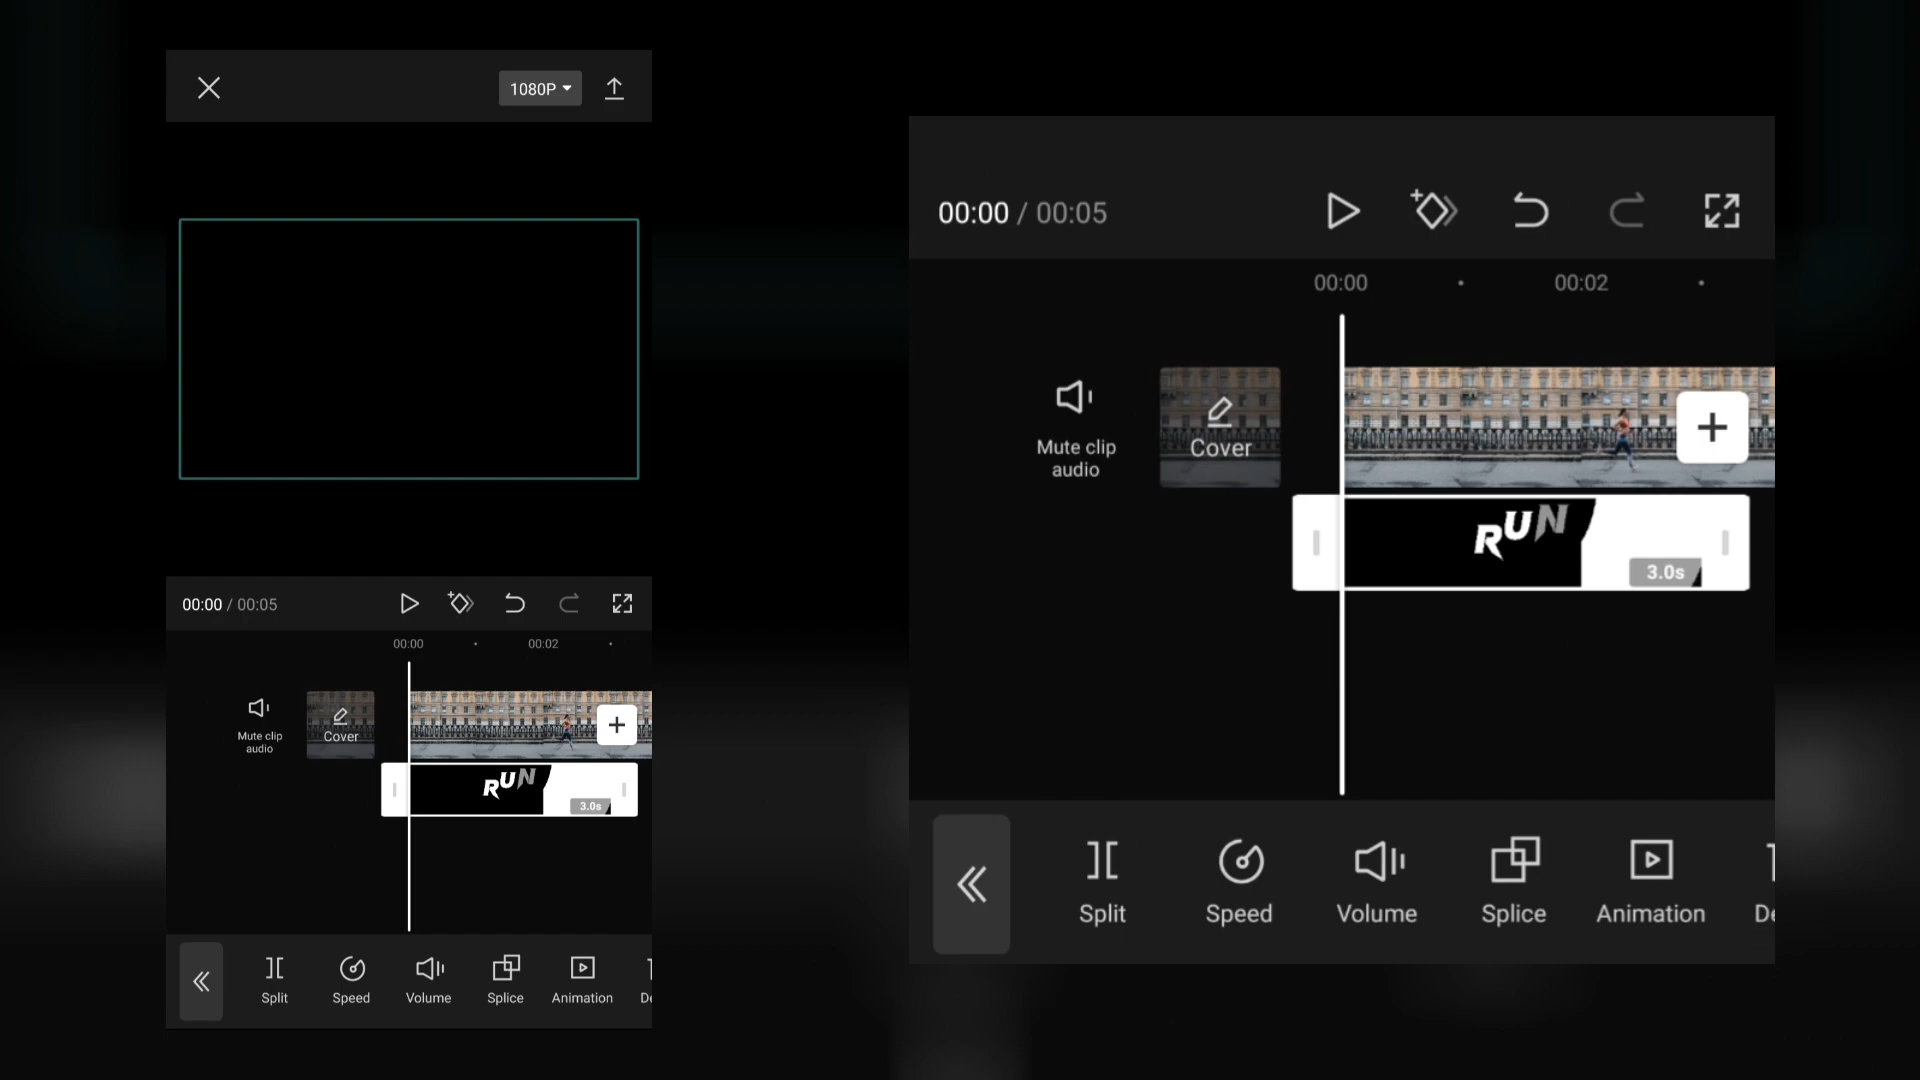 1080P
00:00 / 00:05
00:00 00:02
Mute clip
audio
Cover
RUN
3.0s
Split Speed Volume Splice Animation De
00:00 / 00:05
00:00 00:02
Mute clip
audio
Cover
RUN
3.0s
Split Speed Volume Splice Animation De